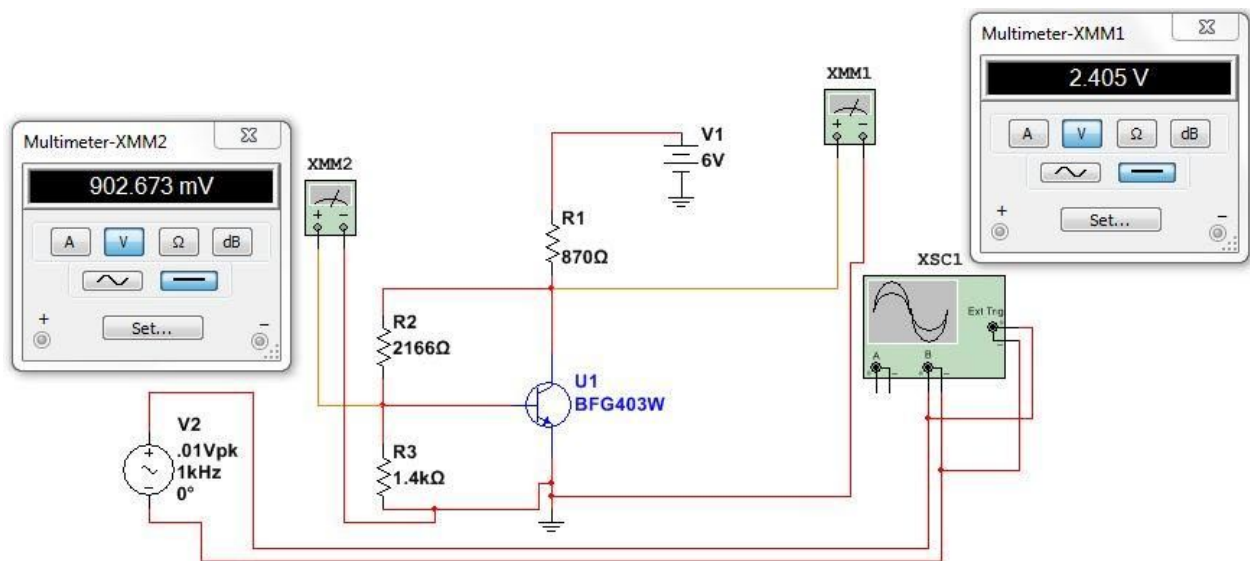 Multimeter-XMM1
2.405 V
A V Ω dB
+ −
Set...
XMM1
+ −
Multimeter-XMM2
902.673 mV
A V Ω dB
+ −
Set...
XMM2
+ −
V1
6V
R1
870Ω
XSC1
Ext Trig
+
−
A B
+ − + −
R2
2166Ω
U1
BFG403W
V2
.01Vpk
1kHz
0°
+
−
R3
1.4kΩ